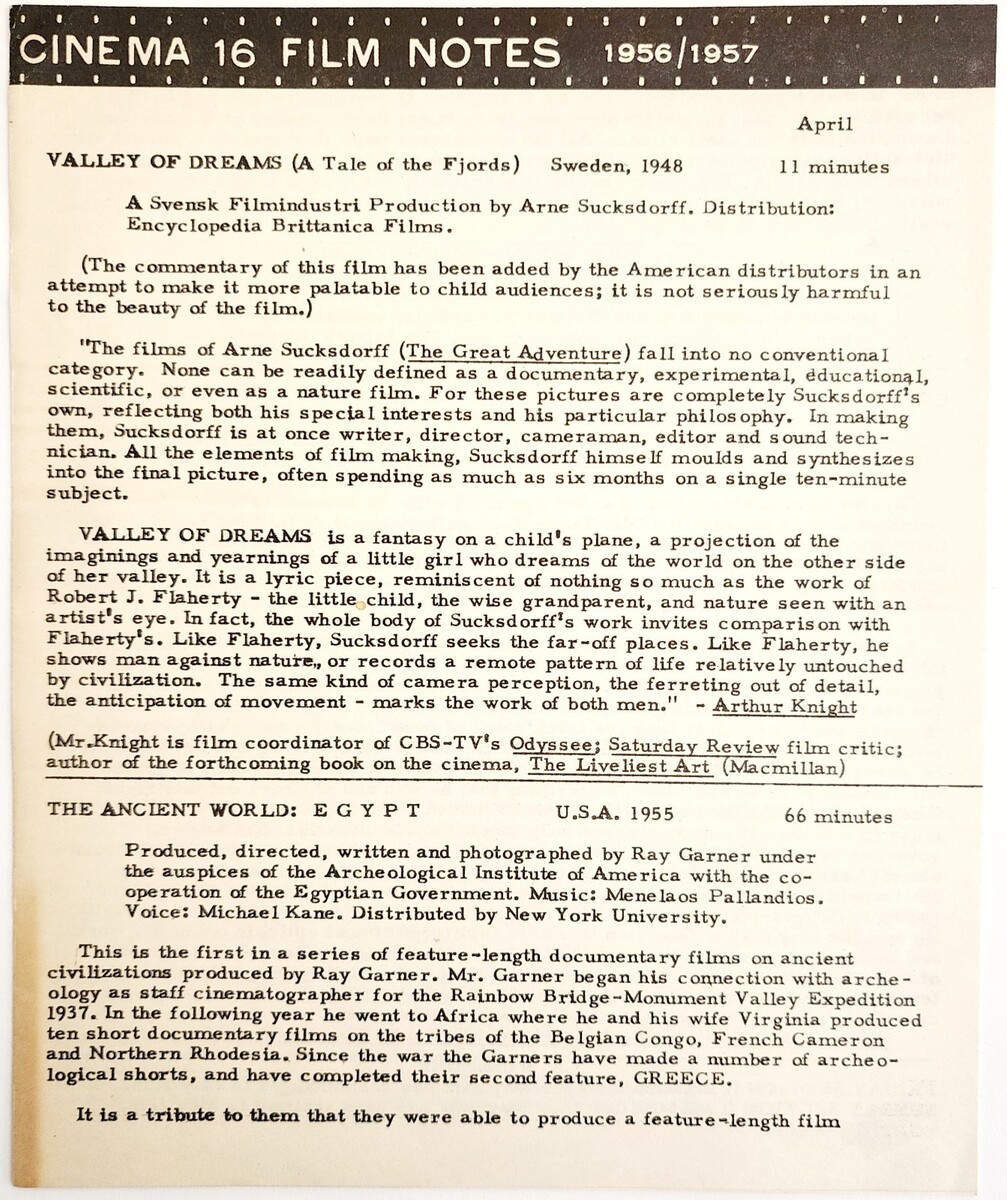 CINEMA 16 FILM NOTES 1956/1957
April
VALLEY OF DREAMS (A Tale of the Fjords) Sweden, 1948 11 minutes
A Svensk Filmindustri Production by Arne Sucksdorff. Distribution:
Encyclopedia Brittanica Films.
(The commentary of this film has been added by the American distributors in an
attempt to make it more palatable to child audiences; it is not seriously harmful
to the beauty of the film.)
"The films of Arne Sucksdorff (The Great Adventure) fall into no conventional
category. None can be readily defined as a documentary, experimental, educational,
scientific, or even as a nature film. For these pictures are completely Sucksdorff's
own, reflecting both his special interests and his particular philosophy. In making
them, Sucksdorff is at once writer, director, cameraman, editor and sound tech-
nician. All the elements of film making, Sucksdorff himself moulds and synthesizes
into the final picture, often spending as much as six months on a single ten-minute
subject.
VALLEY OF DREAMS is a fantasy on a child's plane, a projection of the
imaginings and yearnings of a little girl who dreams of the world on the other side
of her valley. It is a lyric piece, reminiscent of nothing so much as the work of
Robert J. Flaherty - the little child, the wise grandparent, and nature seen with an
artist's eye. In fact, the whole body of Sucksdorff's work invites comparison with
Flaherty's. Like Flaherty, Sucksdorff seeks the far-off places. Like Flaherty, he
shows man against nature,, or records a remote pattern of life relatively untouched
by civilization. The same kind of camera perception, the ferreting out of detail,
the anticipation of movement - marks the work of both men." - Arthur Knight
(Mr.Knight is film coordinator of CBS-TV's Odyssee; Saturday Review film critic;
author of the forthcoming book on the cinema, The Liveliest Art (Macmillan)
THE ANCIENT WORLD: E G Y P T U.S.A. 1955 66 minutes
Produced, directed, written and photographed by Ray Garner under
the auspices of the Archeological Institute of America with the co-
operation of the Egyptian Government. Music: Menelaos Pallandios.
Voice: Michael Kane. Distributed by New York University.
This is the first in a series of feature-length documentary films on ancient
civilizations produced by Ray Garner. Mr. Garner began his connection with arche-
ology as staff cinematographer for the Rainbow Bridge-Monument Valley Expedition
1937. In the following year he went to Africa where he and his wife Virginia produced
ten short documentary films on the tribes of the Belgian Congo, French Cameron
and Northern Rhodesia. Since the war the Garners have made a number of archeo-
logical shorts, and have completed their second feature, GREECE.
It is a tribute to them that they were able to produce a feature-length film